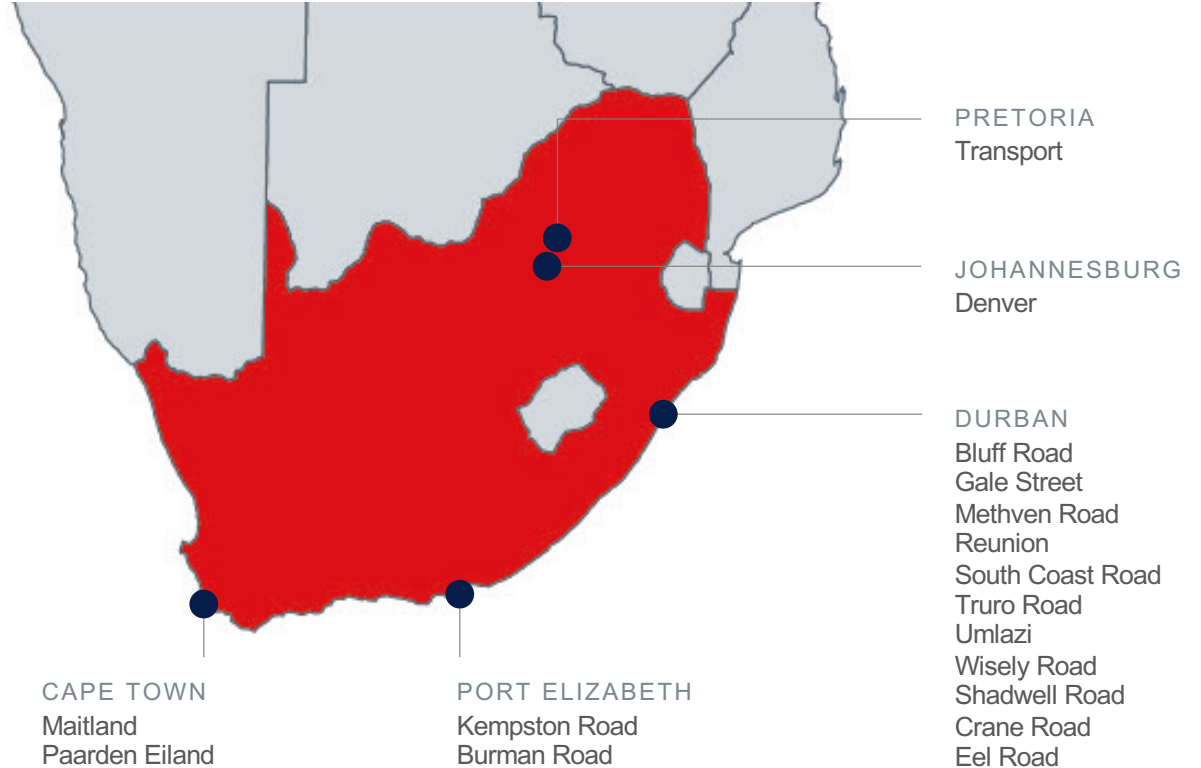 PRETORIA
Transport
JOHANNESBURG
Denver
DURBAN
Bluff Road
Gale Street
Methven Road
Reunion
South Coast Road
Truro Road
Umlazi
Wisely Road
Shadwell Road
Crane Road
Eel Road
CAPE TOWN
Maitland
Paarden Eiland
PORT ELIZABETH
Kempston Road
Burman Road